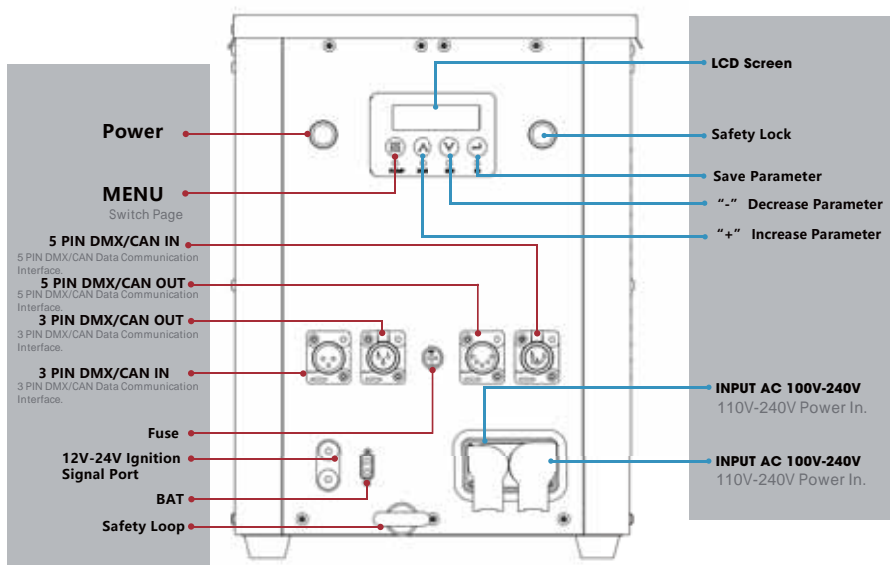 Power
MENU
Switch Page
5 PIN DMX/CAN IN
5 PIN DMX/CAN Data Communication
Interface.
5 PIN DMX/CAN OUT
5 PIN DMX/CAN Data Communication
Interface.
3 PIN DMX/CAN OUT
3 PIN DMX/CAN Data Communication
Interface.
3 PIN DMX/CAN IN
3 PIN DMX/CAN Data Communication
Interface.
Fuse
12V-24V Ignition
Signal Port
BAT
Safety Loop
LCD Screen
Safety Lock
Save Parameter
“-” Decrease Parameter
“+” Increase Parameter
INPUT AC 100V-240V
110V-240V Power In.
INPUT AC 100V-240V
110V-240V Power In.